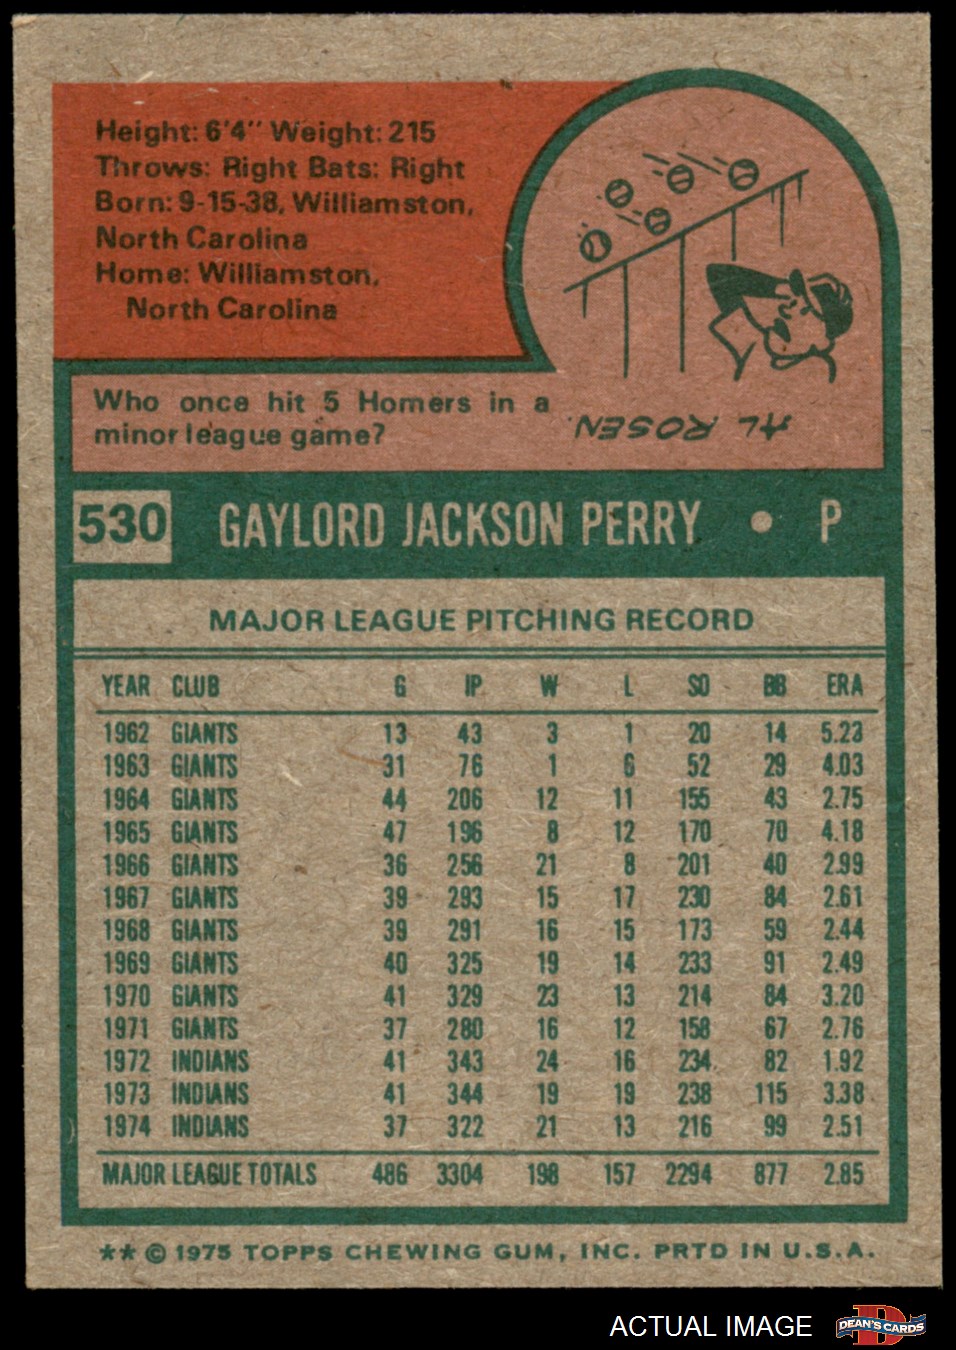 Height: 6'4" Weight: 215
Throws: Right Bats: Right
Born: 9-15-38, Williamston,
North Carolina
Home: Williamston,
North Carolina
Who once hit 5 Homers in a
minor league game?
AL ROSEN.
530 GAYLORD JACKSON PERRY • P
MAJOR LEAGUE PITCHING RECORD
YEAR CLUB G IP W L SO BB ERA
1962 GIANTS 13 43 3 1 20 14 5.23
1963 GIANTS 31 76 1 6 52 29 4.03
1964 GIANTS 44 206 12 11 155 43 2.75
1965 GIANTS 47 196 8 12 170 70 4.18
1966 GIANTS 36 256 21 8 201 40 2.99
1967 GIANTS 39 293 15 17 230 84 2.61
1968 GIANTS 39 291 16 15 173 59 2.44
1969 GIANTS 40 325 19 14 233 91 2.49
1970 GIANTS 41 329 23 13 214 84 3.20
1971 GIANTS 37 280 16 12 158 67 2.76
1972 INDIANS 41 343 24 16 234 82 1.92
1973 INDIANS 41 344 19 19 238 115 3.38
1974 INDIANS 37 322 21 13 216 99 2.51
MAJOR LEAGUE TOTALS 486 3304 198 157 2294 877 2.85
** © 1975 TOPPS CHEWING GUM, INC. PRTD IN U.S.A.
ACTUAL IMAGE D DEAN'S CARDS